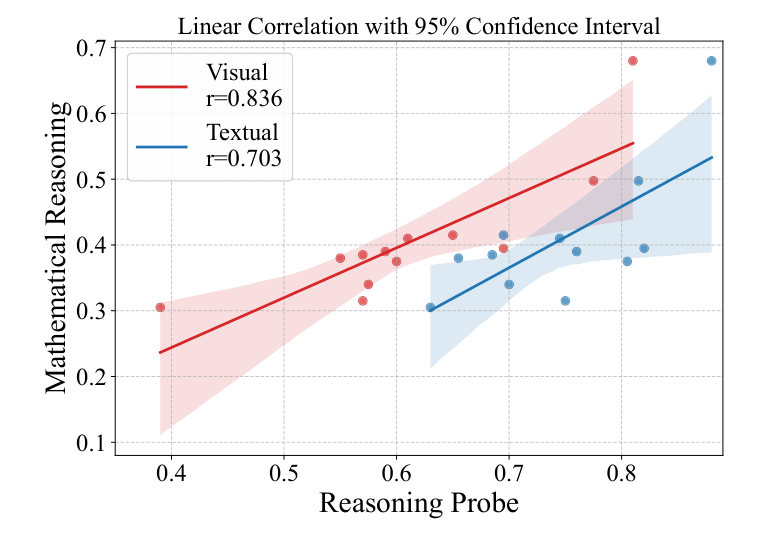 Linear Correlation with 95% Confidence Interval
Visual
r=0.836
Textual
r=0.703
Mathematical Reasoning
0.7
0.6
0.5
0.4
0.3
0.2
0.1
0.4
0.5
0.6
0.7
0.8
Reasoning Probe